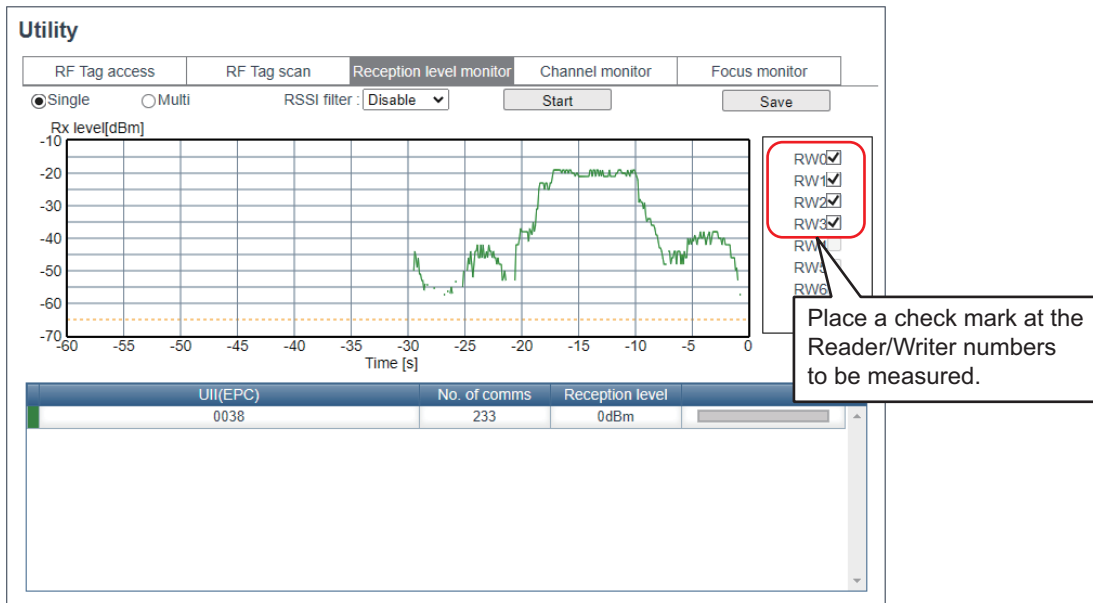 Utility
RF Tag access RF Tag scan Reception level monitor Channel monitor Focus monitor
Single Multi RSSI filter : Disable Start Save
Rx level[dBm]
-10
-20
-30
-40
-50
-60
-70
-60 -55 -50 -45 -40 -35 -30 -25 -20 -15 -10 -5 0
Time [s]
RW0
RW1
RW2
RW3
RW5
RW6
Place a check mark at the
Reader/Writer numbers
to be measured.
UII(EPC) No. of comms Reception level
0038 233 0dBm